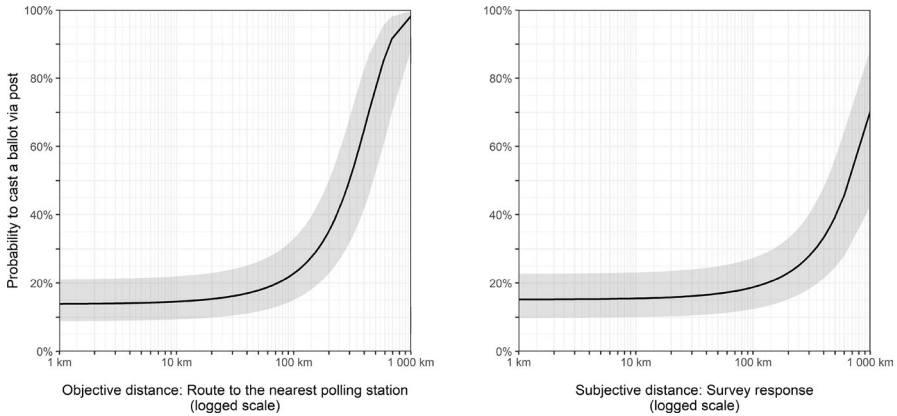 Probability to cast a ballot via post
100%
80%
60%
40%
20%
0%
1 km
10 km
100 km
1 000 km
Objective distance: Route to the nearest polling station
(logged scale)
100%
80%
60%
40%
20%
0%
1 km
10 km
100 km
1 000 km
Subjective distance: Survey response
(logged scale)